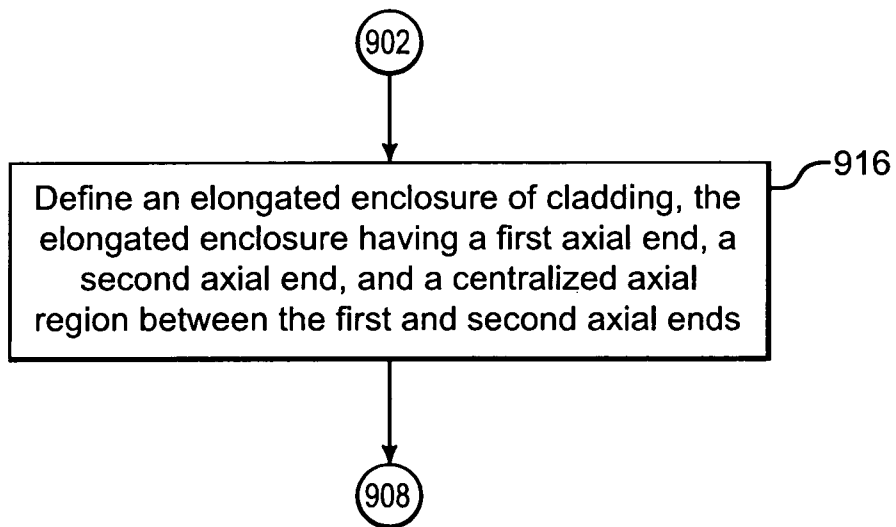 902
916
Define an elongated enclosure of cladding, the
elongated enclosure having a first axial end, a
second axial end, and a centralized axial
region between the first and second axial ends
908